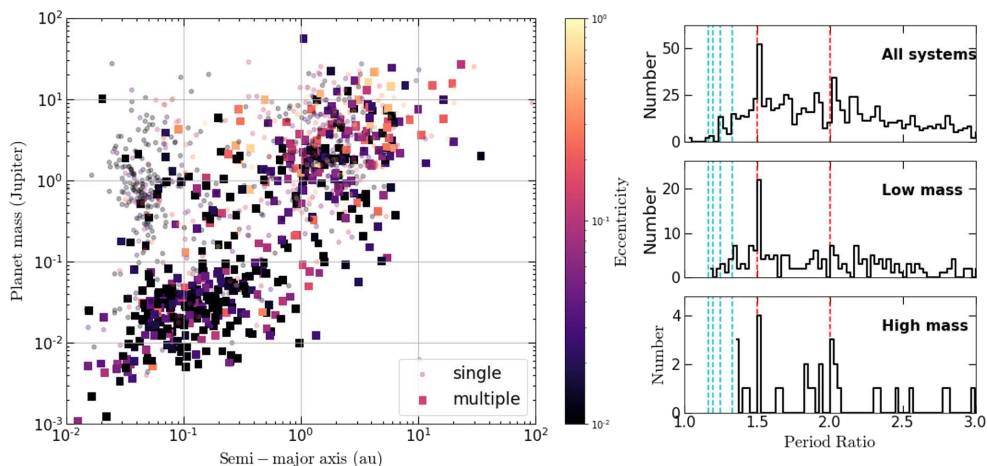 10^2
10^1
10^0
10^-1
10^-2
10^-3
Planet mass (Jupiter)
10^-2 10^-1 10^0 10^1 10^2
Semi−major axis (au)
single
multiple
10^0
10^-1
10^-2
Eccentricity
50
25
0
Number
All systems
20
10
0
Number
Low mass
4
2
0
Number
High mass
1.0 1.5 2.0 2.5 3.0
Period Ratio